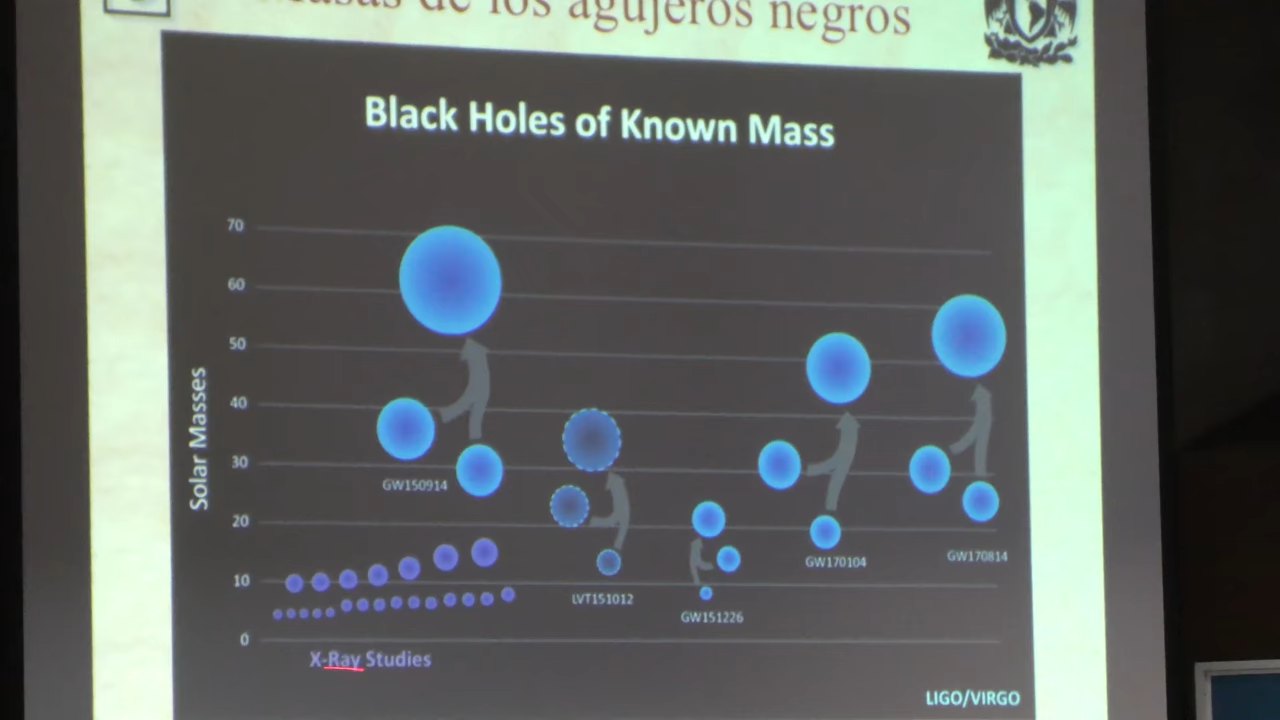 de los agujeros negros
Black Holes of Known Mass
70
60
50
40
30
20
10
0
Solar Masses
GW150914
LVT151012
GW151226
GW170104
GW170814
X-Ray Studies
LIGO/VIRGO